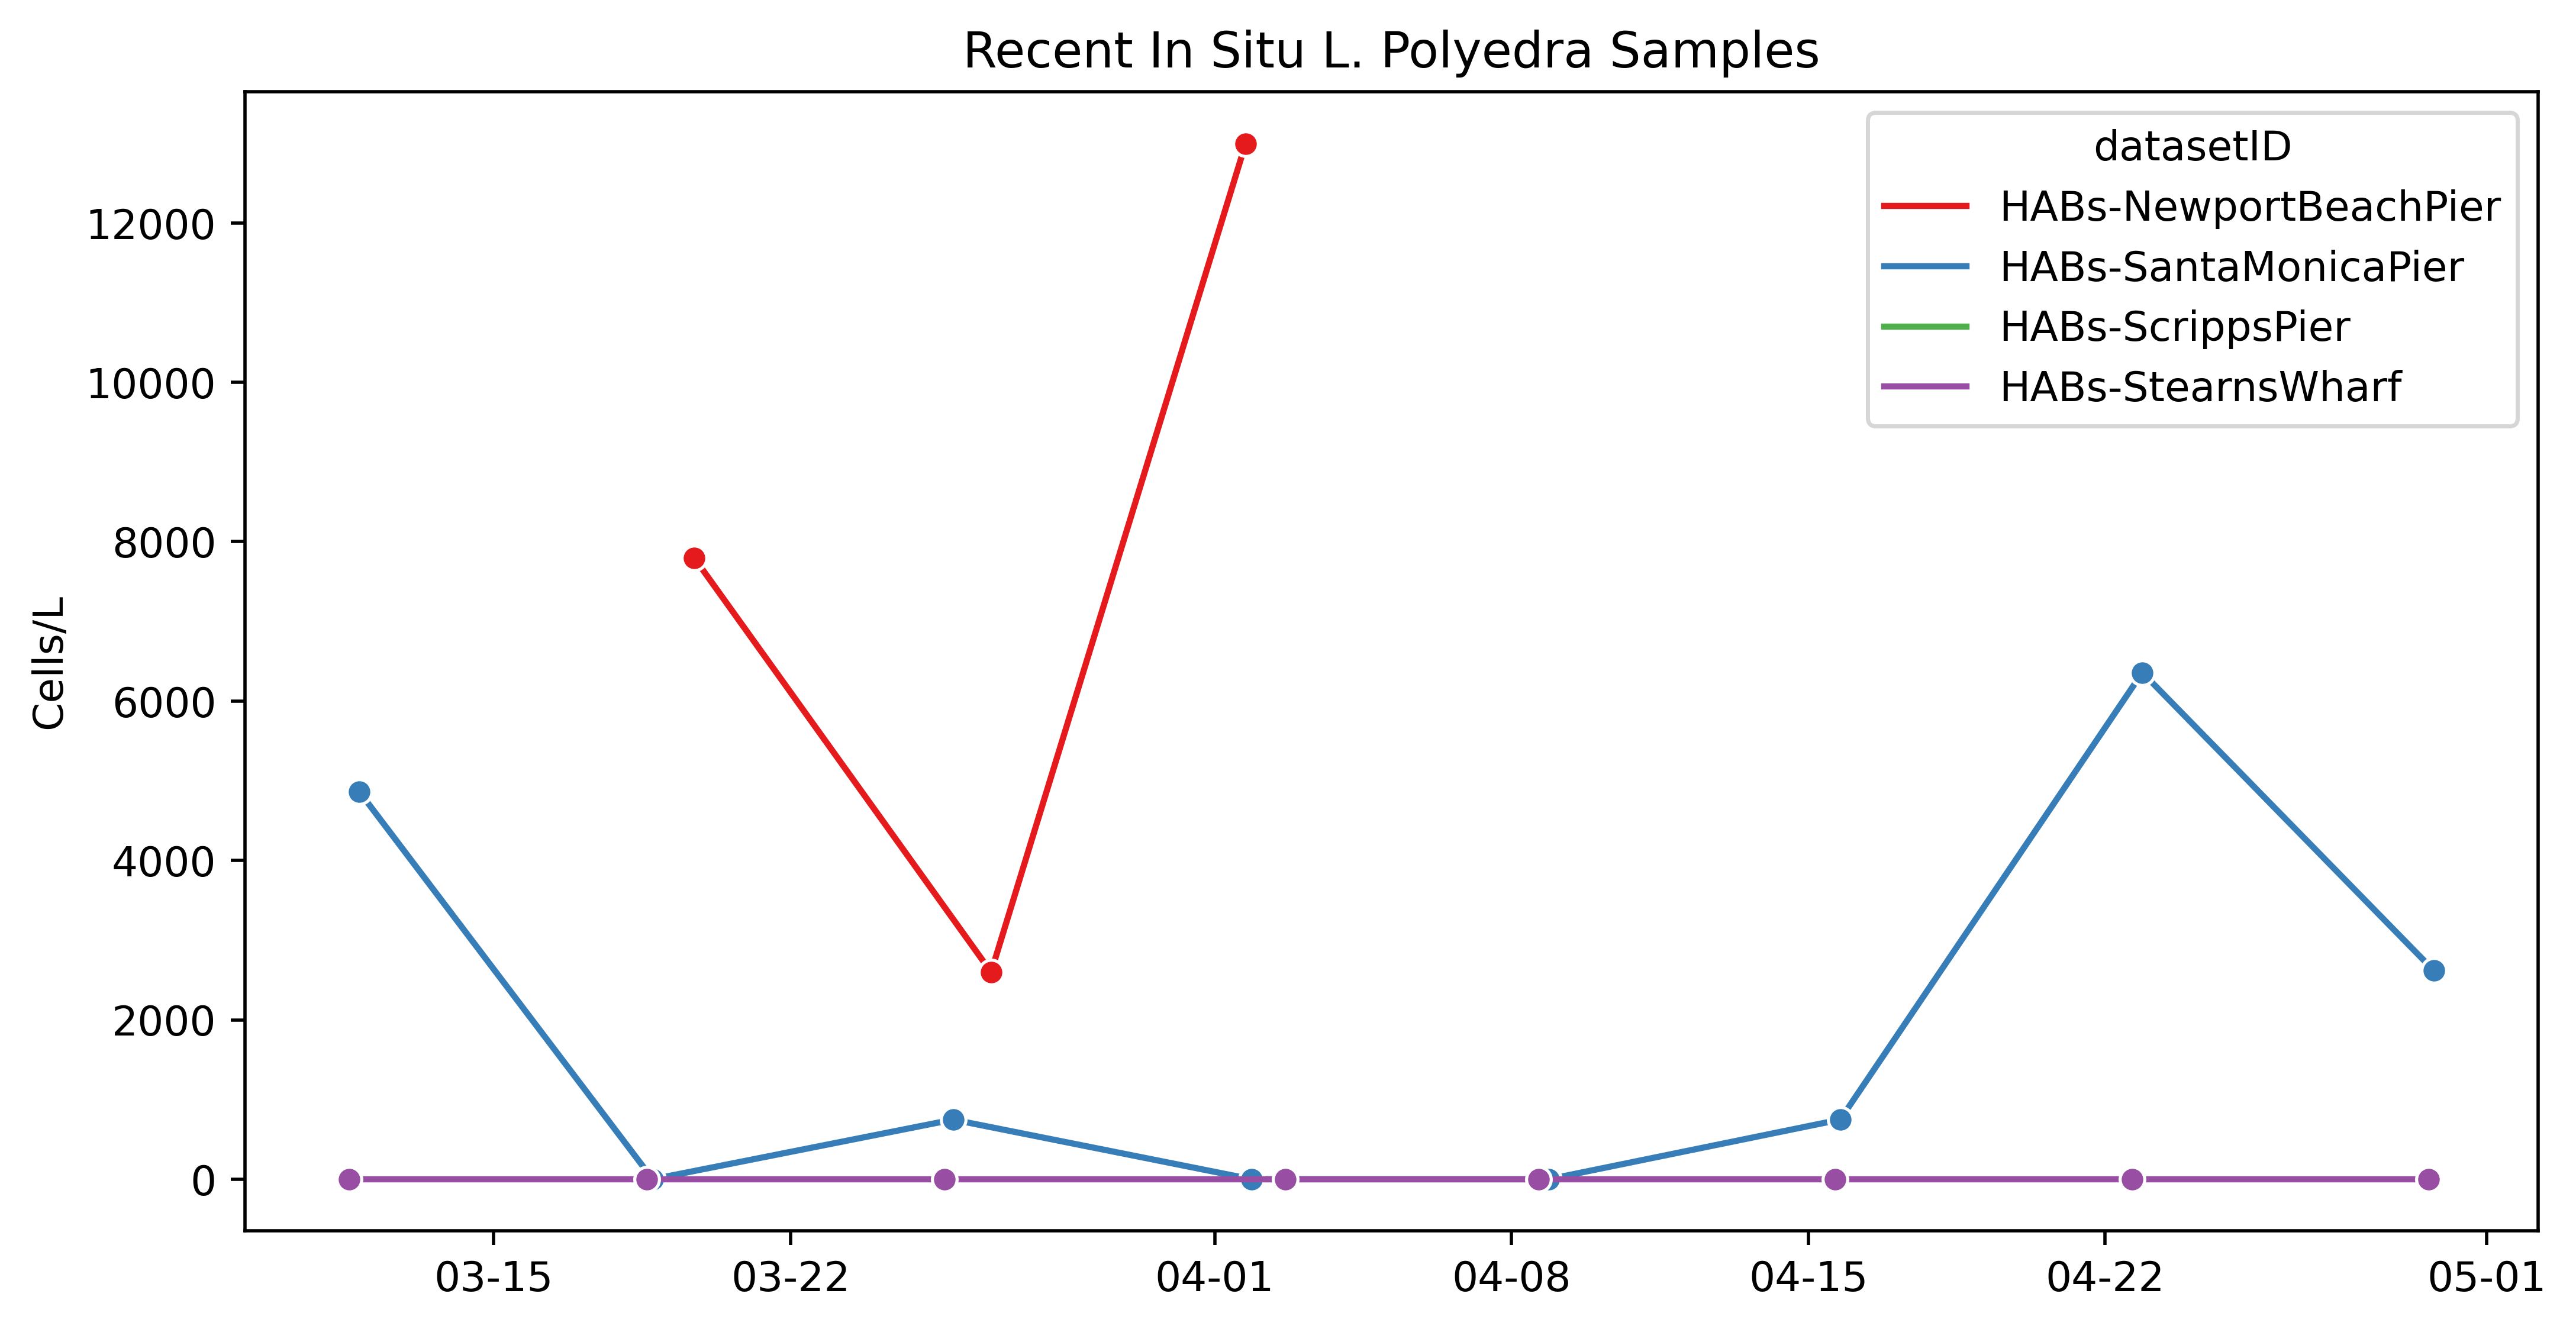 Recent In Situ L. Polyedra Samples
datasetID
HABs-NewportBeachPier
HABs-SantaMonicaPier
HABs-ScrippsPier
HABs-StearnsWharf
Cells/L
12000
10000
8000
6000
4000
2000
0
03-15 03-22 04-01 04-08 04-15 04-22 05-01